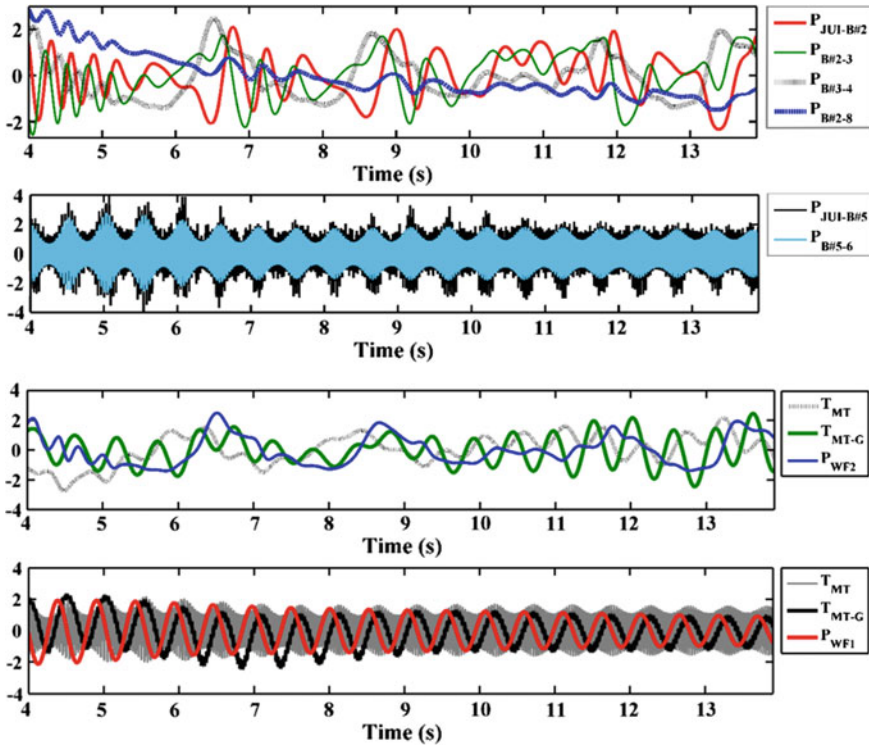 2
0
-2
4 5 6 7 8 9 10 11 12 13
Time (s)
P_JUI-B#2
P_B#2-3
P_B#3-4
P_B#2-8
4
2
0
-2
-4
4 5 6 7 8 9 10 11 12 13
Time (s)
P_JUI-B#5
P_B#5-6
4
2
0
-2
-4
4 5 6 7 8 9 10 11 12 13
Time (s)
T_MT
T_MT-G
P_WF2
4
2
0
-2
-4
4 5 6 7 8 9 10 11 12 13
Time (s)
T_MT
T_MT-G
P_WF1